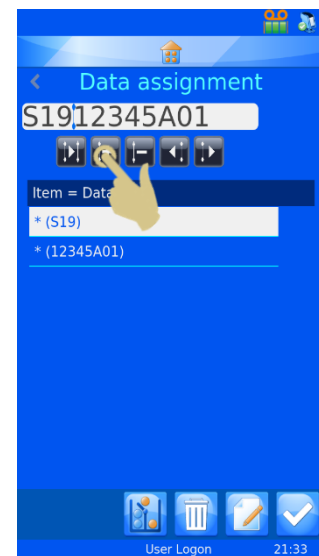 Data assignment
S1912345A01
Item = Data
* (S19)
* (12345A01)
User Logon 21:33